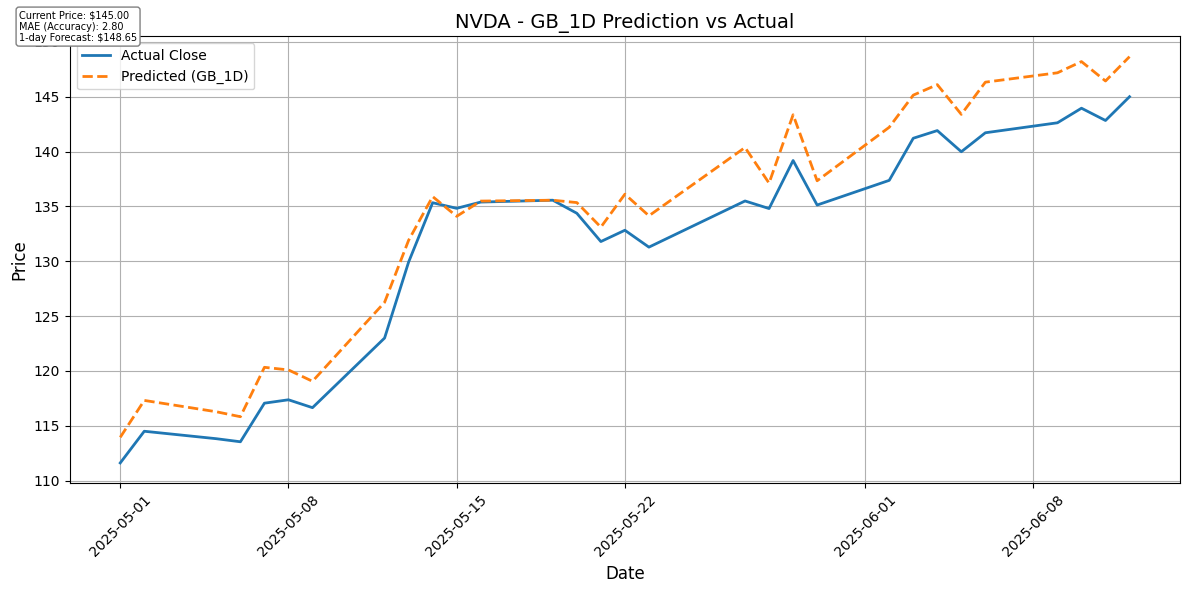 NVDA - GB_1D Prediction vs Actual
Current Price: $145.00
MAE (Accuracy): 2.80
1-day Forecast: $148.65
Actual Close
Predicted (GB_1D)
Price
145
140
135
130
125
120
115
110
2025-05-01
2025-05-08
2025-05-15
2025-05-22
2025-06-01
2025-06-08
Date